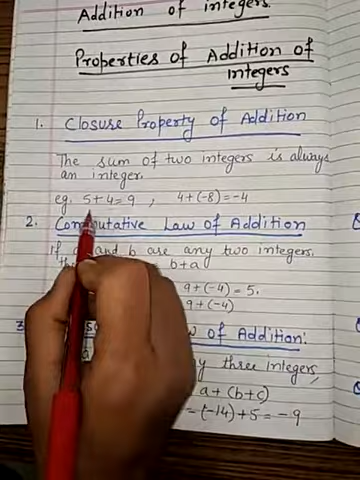 Addition of integers.
Properties of Addition of
Integers
1. Closure Property of Addition
The sum of two integers is always
an integer.
eg. 5+4=9 , 4+(-8)=-4
2. Commutative Law of Addition
If and b are any two integers,
b+a
9+(-4) = 5.
9+(-4)
3. of Addition:
three integers,
a+(b+c)
=(-14)+5=-9